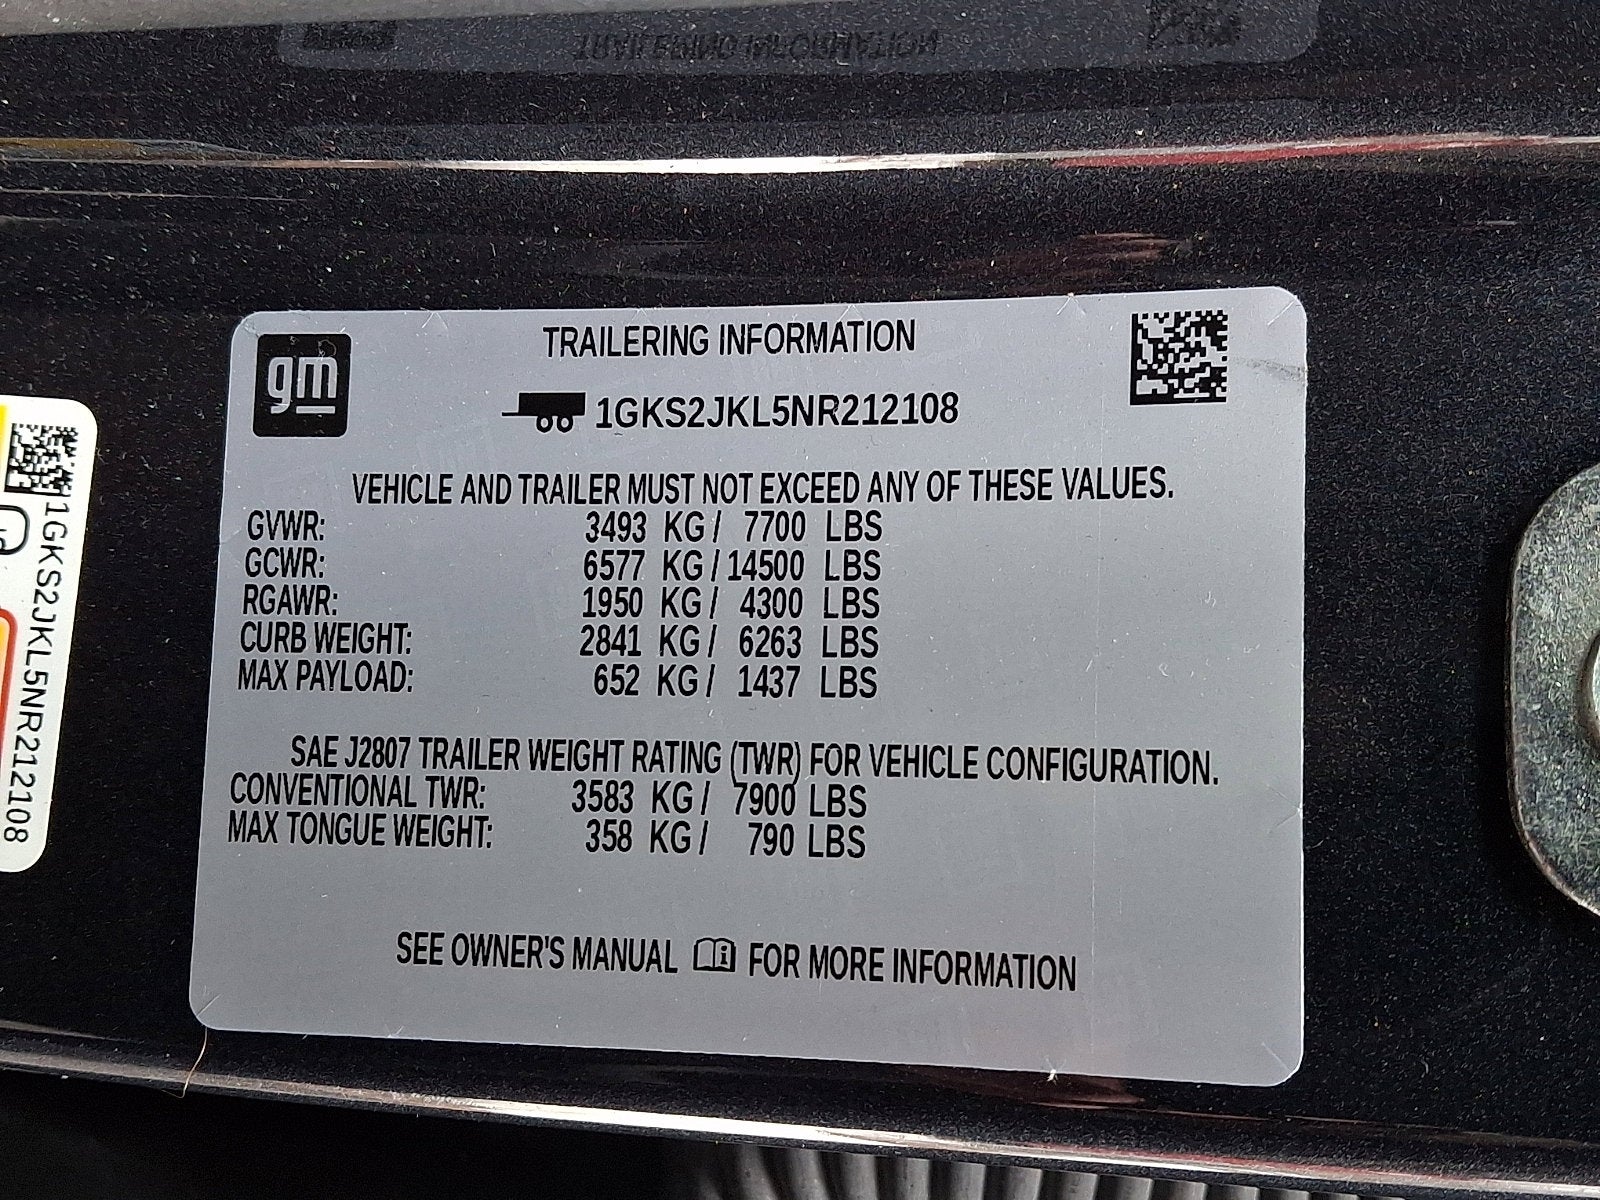 TRAILERING INFORMATION
gm
TRAILERING INFORMATION
1GKS2JKL5NR212108
VEHICLE AND TRAILER MUST NOT EXCEED ANY OF THESE VALUES.
GVWR: 3493 KG / 7700 LBS
GCWR: 6577 KG / 14500 LBS
RGAWR: 1950 KG / 4300 LBS
CURB WEIGHT: 2841 KG / 6263 LBS
MAX PAYLOAD: 652 KG / 1437 LBS
SAE J2807 TRAILER WEIGHT RATING (TWR) FOR VEHICLE CONFIGURATION.
CONVENTIONAL TWR: 3583 KG / 7900 LBS
MAX TONGUE WEIGHT: 358 KG / 790 LBS
SEE OWNER'S MANUAL FOR MORE INFORMATION
1GKS2JKL5NR212108